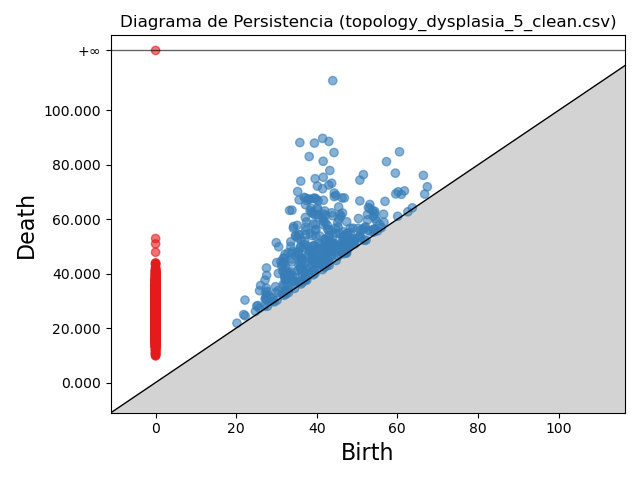 Diagrama de Persistencia (topology_dysplasia_5_clean.csv)
+∞
100.000
80.000
60.000
40.000
20.000
0.000
Death
0 20 40 60 80 100
Birth